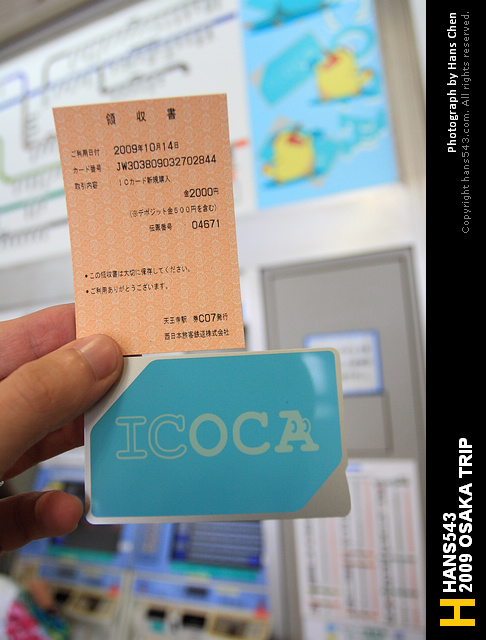 領収書
ご利用日付 2009年10月14日
カード番号 JW303809032702844
取引内容 ICカード新規購入
金2000円
(※デポジット金500円を含む)
伝票番号 04671
*この領収書は大切に保存してください。
*ご利用ありがとうございます。
天王寺駅 券C07発行
西日本旅客鉄道株式会社
ICOCA
Photograph by Hans Chen
Copyright hans543.com. All rights reserved.
HANS543
2009 OSAKA TRIP